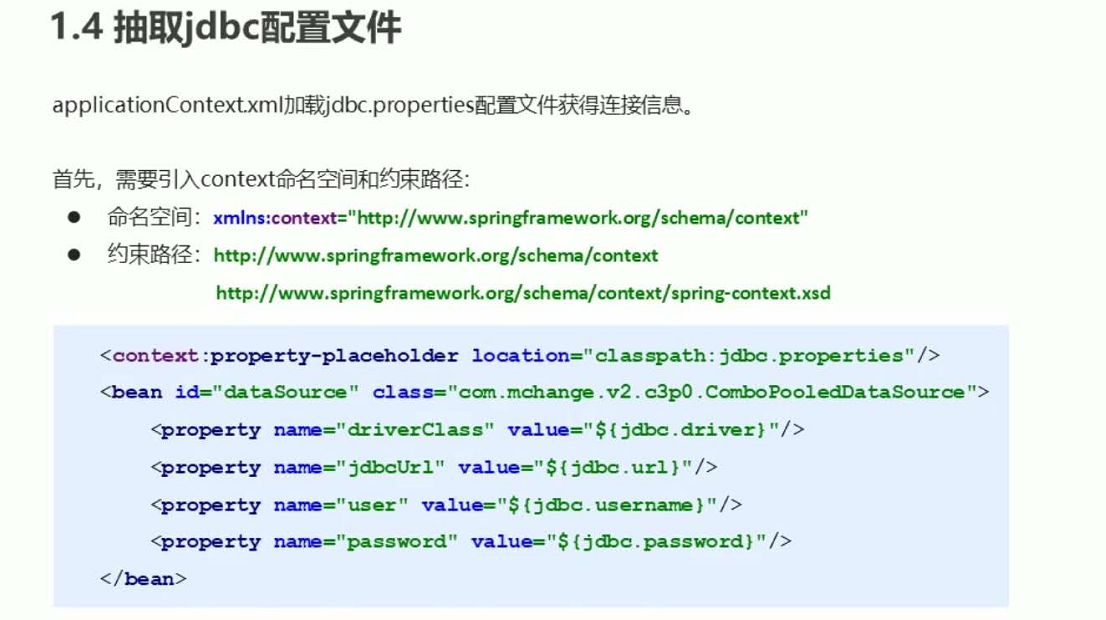 1.4 抽取jdbc配置文件
applicationContext.xml加载jdbc.properties配置文件获得连接信息。
首先，需要引入context命名空间和约束路径：
● 命名空间：xmlns:context="http://www.springframework.org/schema/context"
● 约束路径：http://www.springframework.org/schema/context
http://www.springframework.org/schema/context/spring-context.xsd
<context:property-placeholder location="classpath:jdbc.properties"/>
<bean id="dataSource" class="com.mchange.v2.c3p0.ComboPooledDataSource">
<property name="driverClass" value="${jdbc.driver}"/>
<property name="jdbcUrl" value="${jdbc.url}"/>
<property name="user" value="${jdbc.username}"/>
<property name="password" value="${jdbc.password}"/>
</bean>